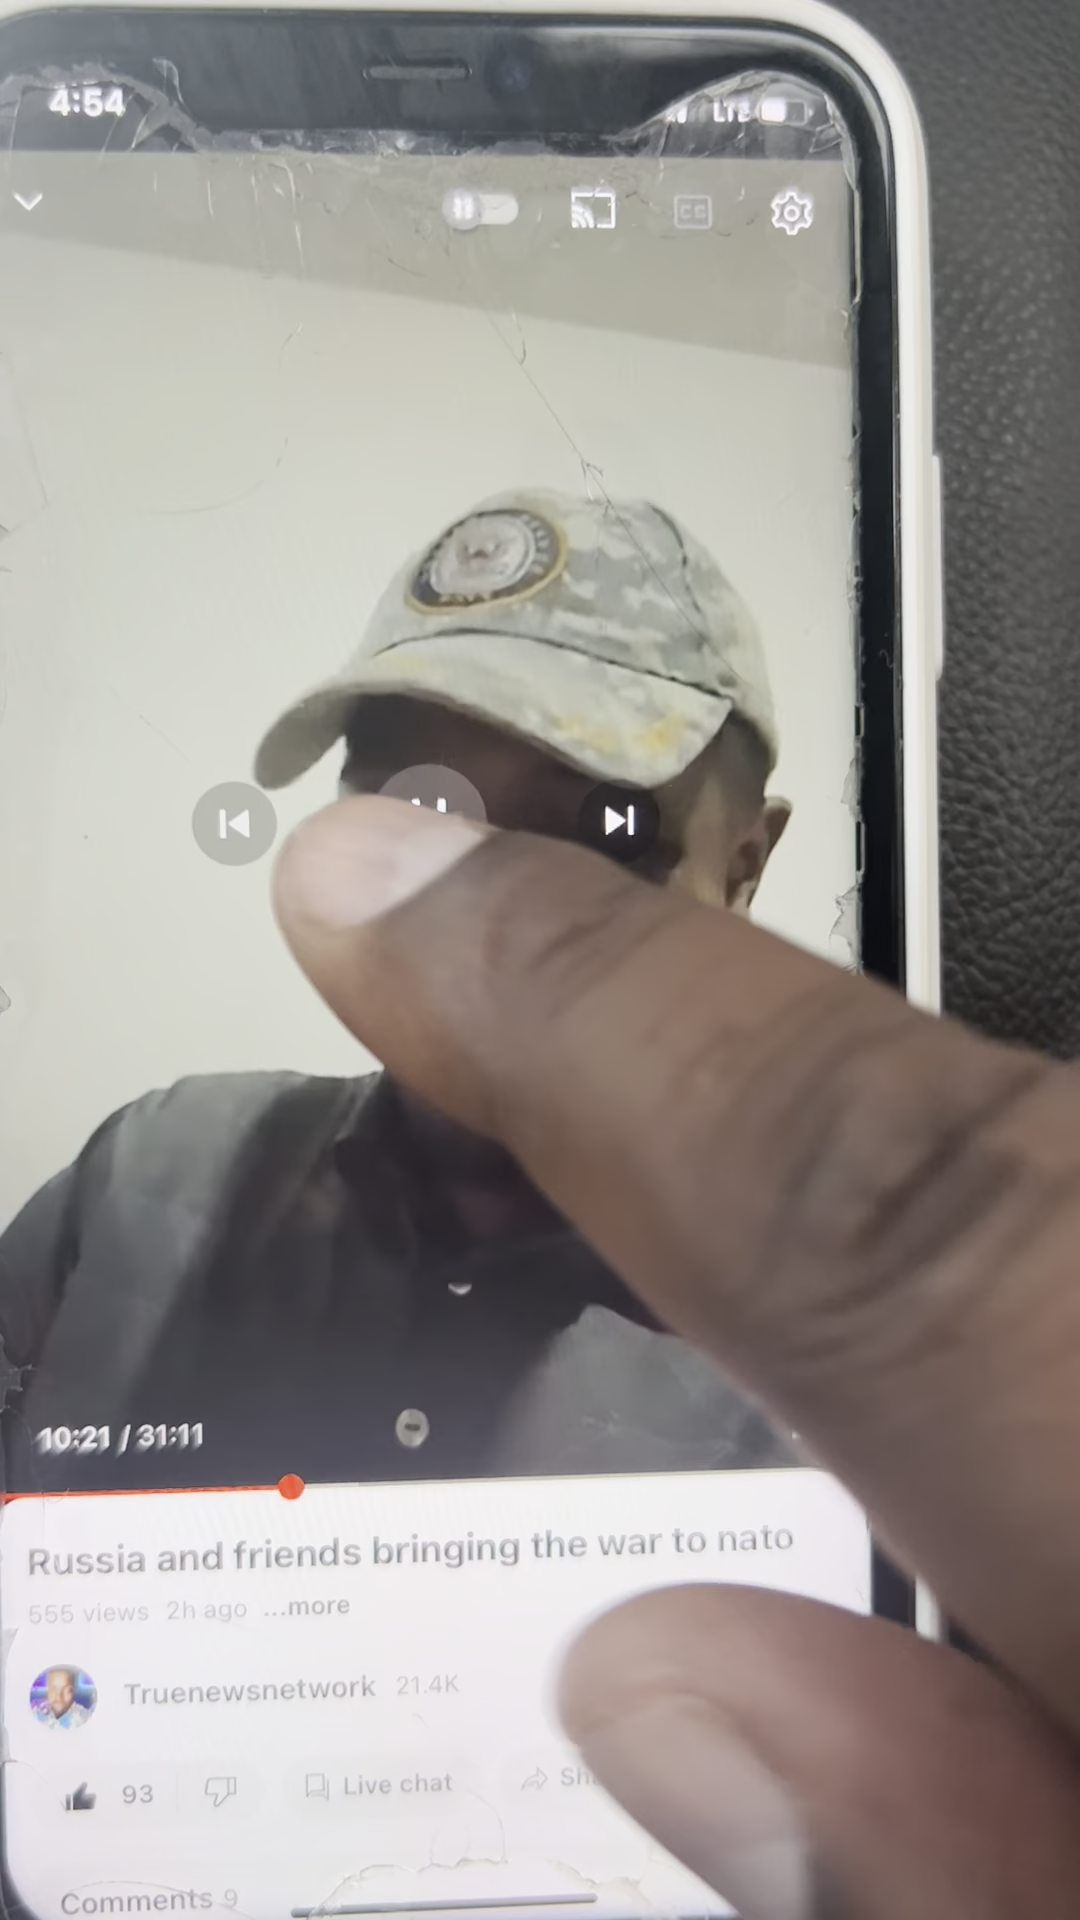 4:54
LTE
CC
10:21 / 31:11
Russia and friends bringing the war to nato
555 views 2h ago ...more
Truenewsnetwork 21.4K
93
Live chat
Comments 9